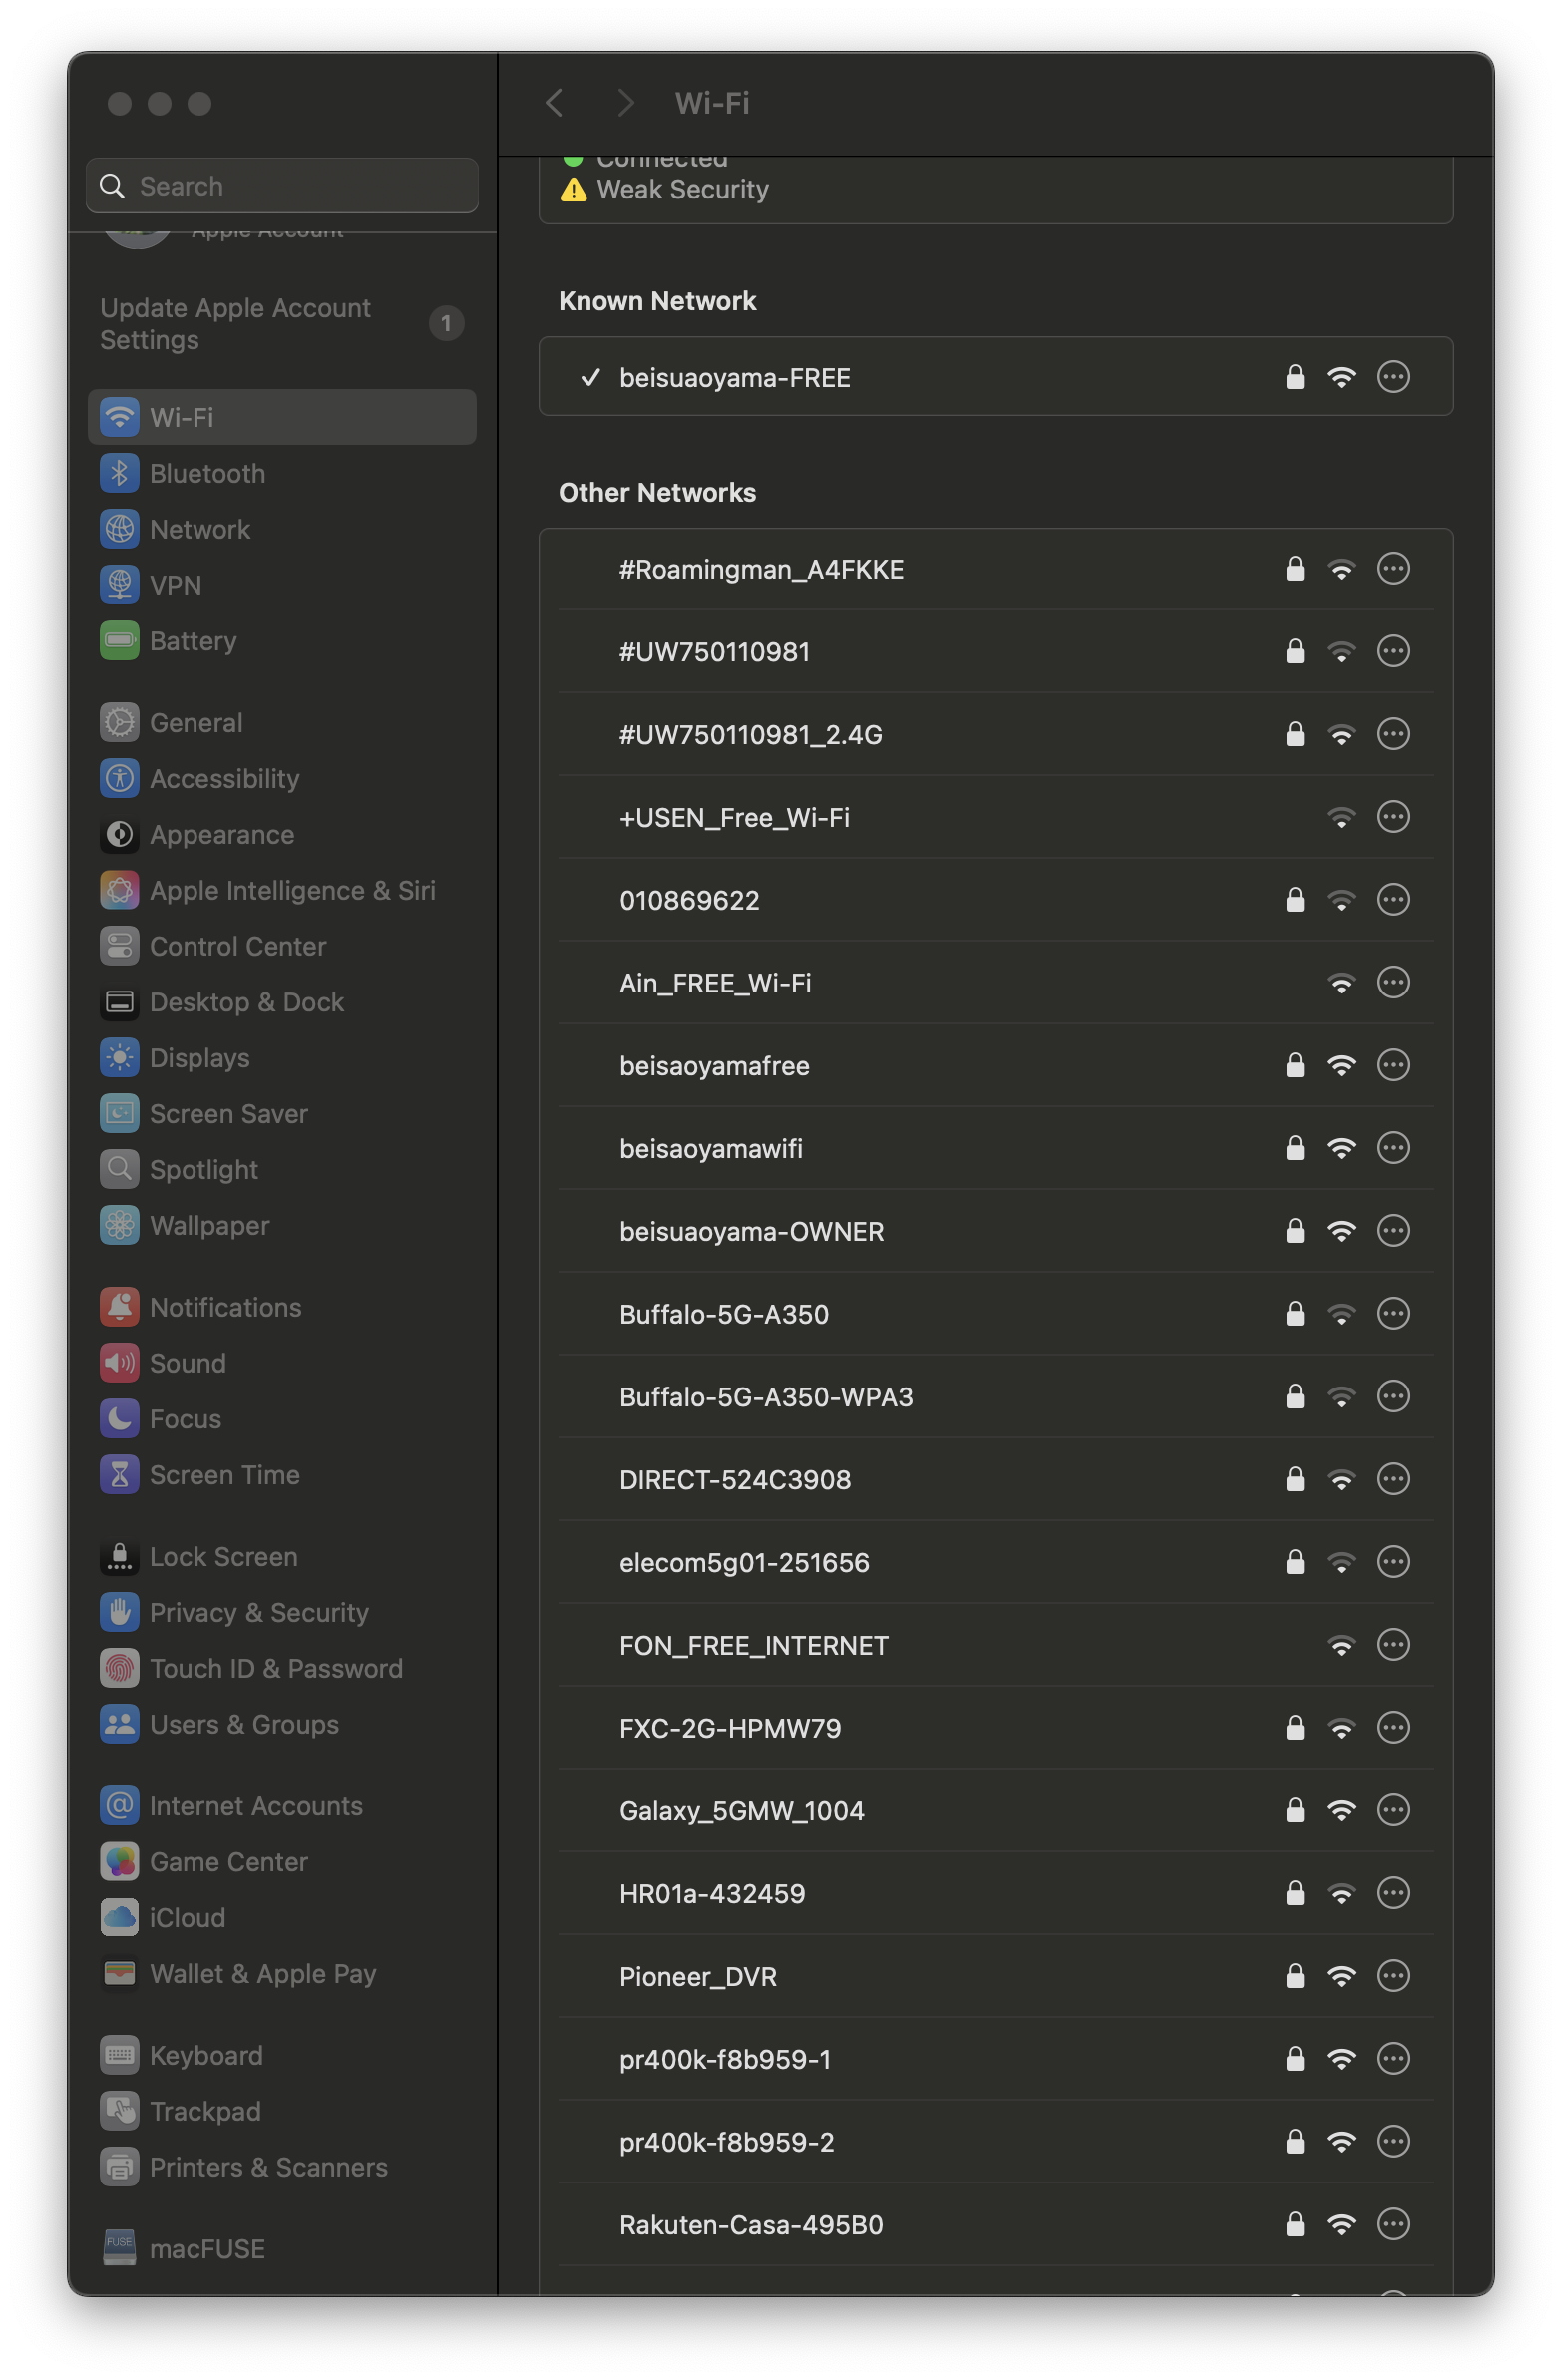 Search
Apple Account
Update Apple Account
Settings
1
Wi-Fi
Bluetooth
Network
VPN
Battery
General
Accessibility
Appearance
Apple Intelligence & Siri
Control Center
Desktop & Dock
Displays
Screen Saver
Spotlight
Wallpaper
Notifications
Sound
Focus
Screen Time
Lock Screen
Privacy & Security
Touch ID & Password
Users & Groups
Internet Accounts
Game Center
iCloud
Wallet & Apple Pay
Keyboard
Trackpad
Printers & Scanners
FUSE
macFUSE
Wi-Fi
Connected
Weak Security
Known Network
beisuaoyama-FREE
Other Networks
#Roamingman_A4FKKE
#UW750110981
#UW750110981_2.4G
+USEN_Free_Wi-Fi
010869622
Ain_FREE_Wi-Fi
beisaoyamafree
beisaoyamawifi
beisuaoyama-OWNER
Buffalo-5G-A350
Buffalo-5G-A350-WPA3
DIRECT-524C3908
elecom5g01-251656
FON_FREE_INTERNET
FXC-2G-HPMW79
Galaxy_5GMW_1004
HR01a-432459
Pioneer_DVR
pr400k-f8b959-1
pr400k-f8b959-2
Rakuten-Casa-495B0